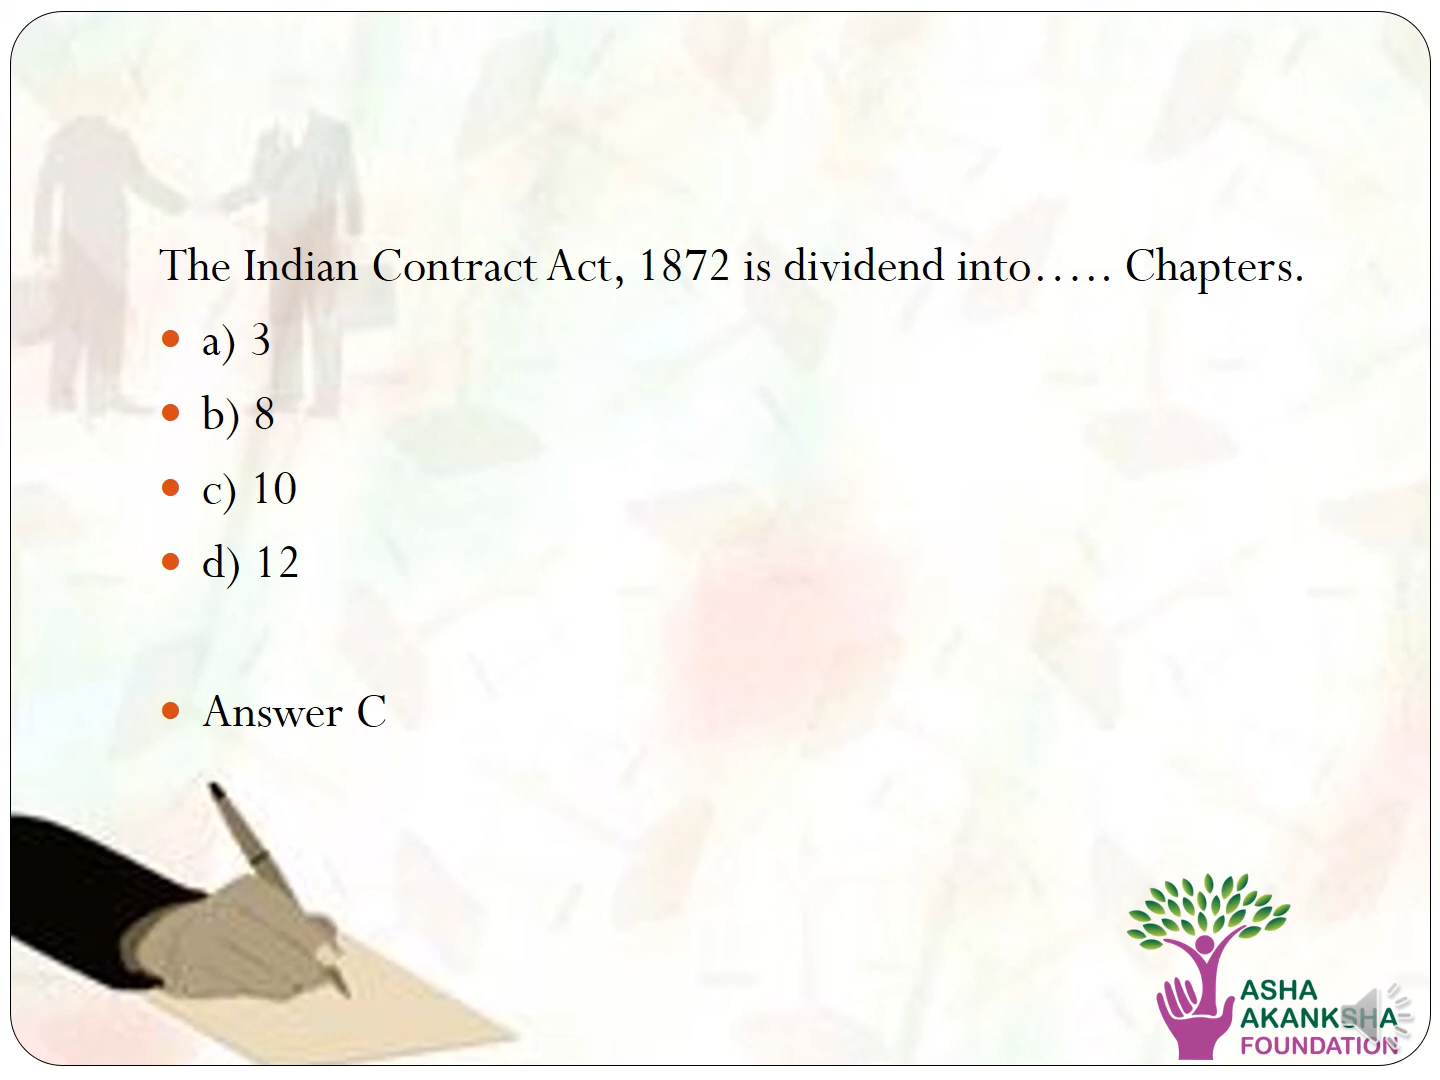 The Indian Contract Act, 1872 is dividend into..... Chapters.
a) 3
b) 8
c) 10
d) 12
Answer C
ASHA
AKANKSHA
FOUNDATION